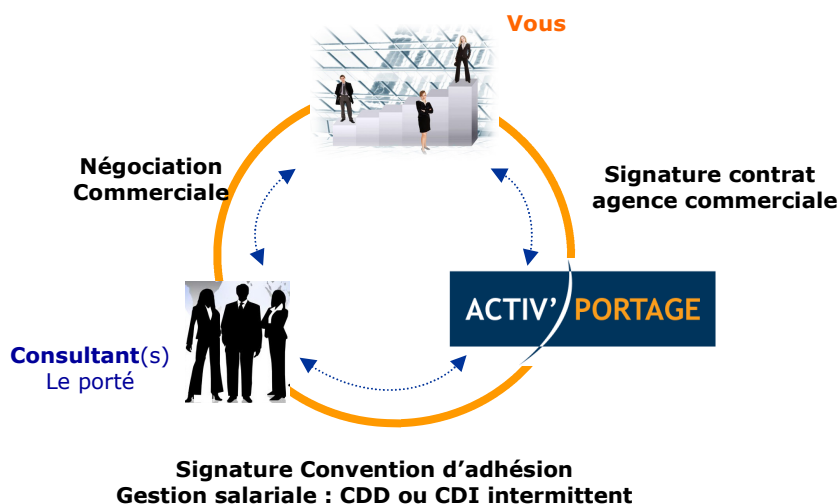 Vous
Négociation
Commerciale
Signature contrat
agence commerciale
ACTIV' PORTAGE
Consultant(s)
Le porté
Signature Convention d'adhésion
Gestion salariale : CDD ou CDI intermittent